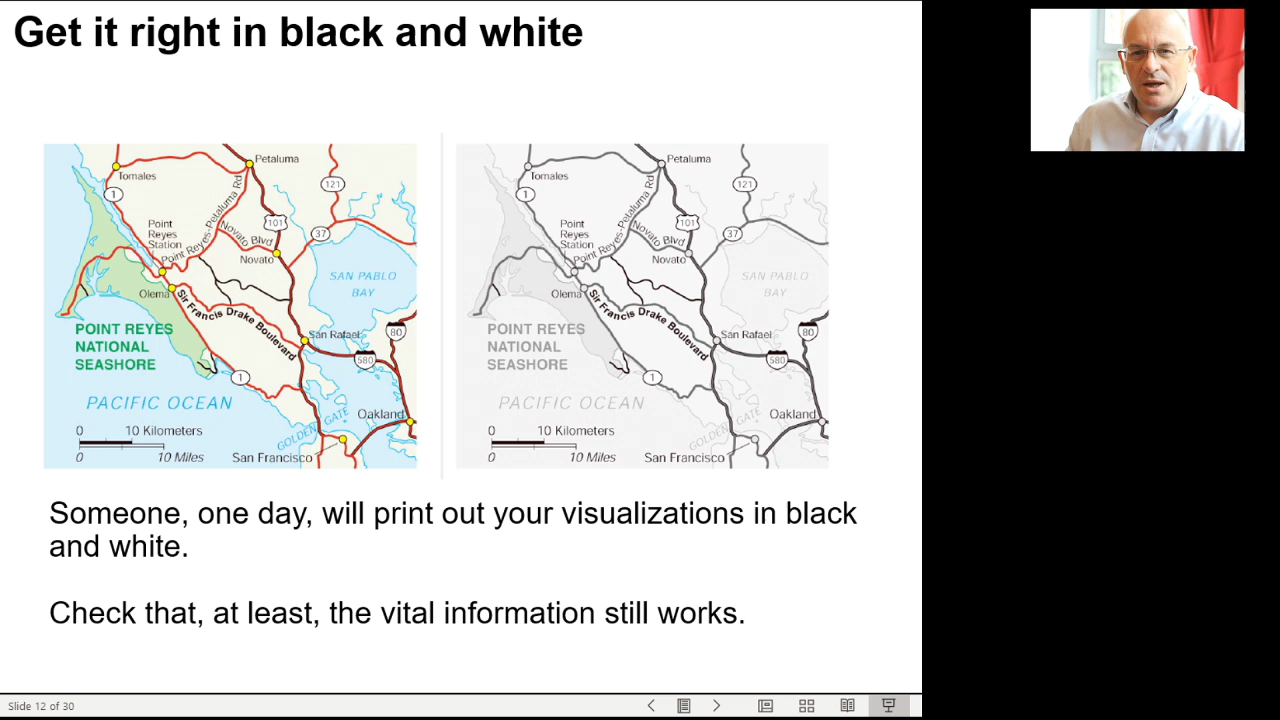 Get it right in black and white
Petaluma
Tomales
121
1
Point
Reyes
Station
Point Reyes-Petaluma Rd
101
Novato
Blvd
37
Novato
SAN PABLO
BAY
Olema
Sir Francis Drake Boulevard
POINT REYES
NATIONAL
SEASHORE
San Rafael
80
580
1
PACIFIC OCEAN
Oakland
GOLDEN GATE
0 10 Kilometers
0 10 Miles
San Francisco
Petaluma
Tomales
121
1
Point
Reyes
Station
Point Reyes-Petaluma Rd
101
Novato
Blvd
37
Novato
SAN PABLO
BAY
Olema
Sir Francis Drake Boulevard
POINT REYES
NATIONAL
SEASHORE
San Rafael
80
580
1
PACIFIC OCEAN
Oakland
GOLDEN GATE
0 10 Kilometers
0 10 Miles
San Francisco
Someone, one day, will print out your visualizations in black
and white.
Check that, at least, the vital information still works.
Slide 12 of 30